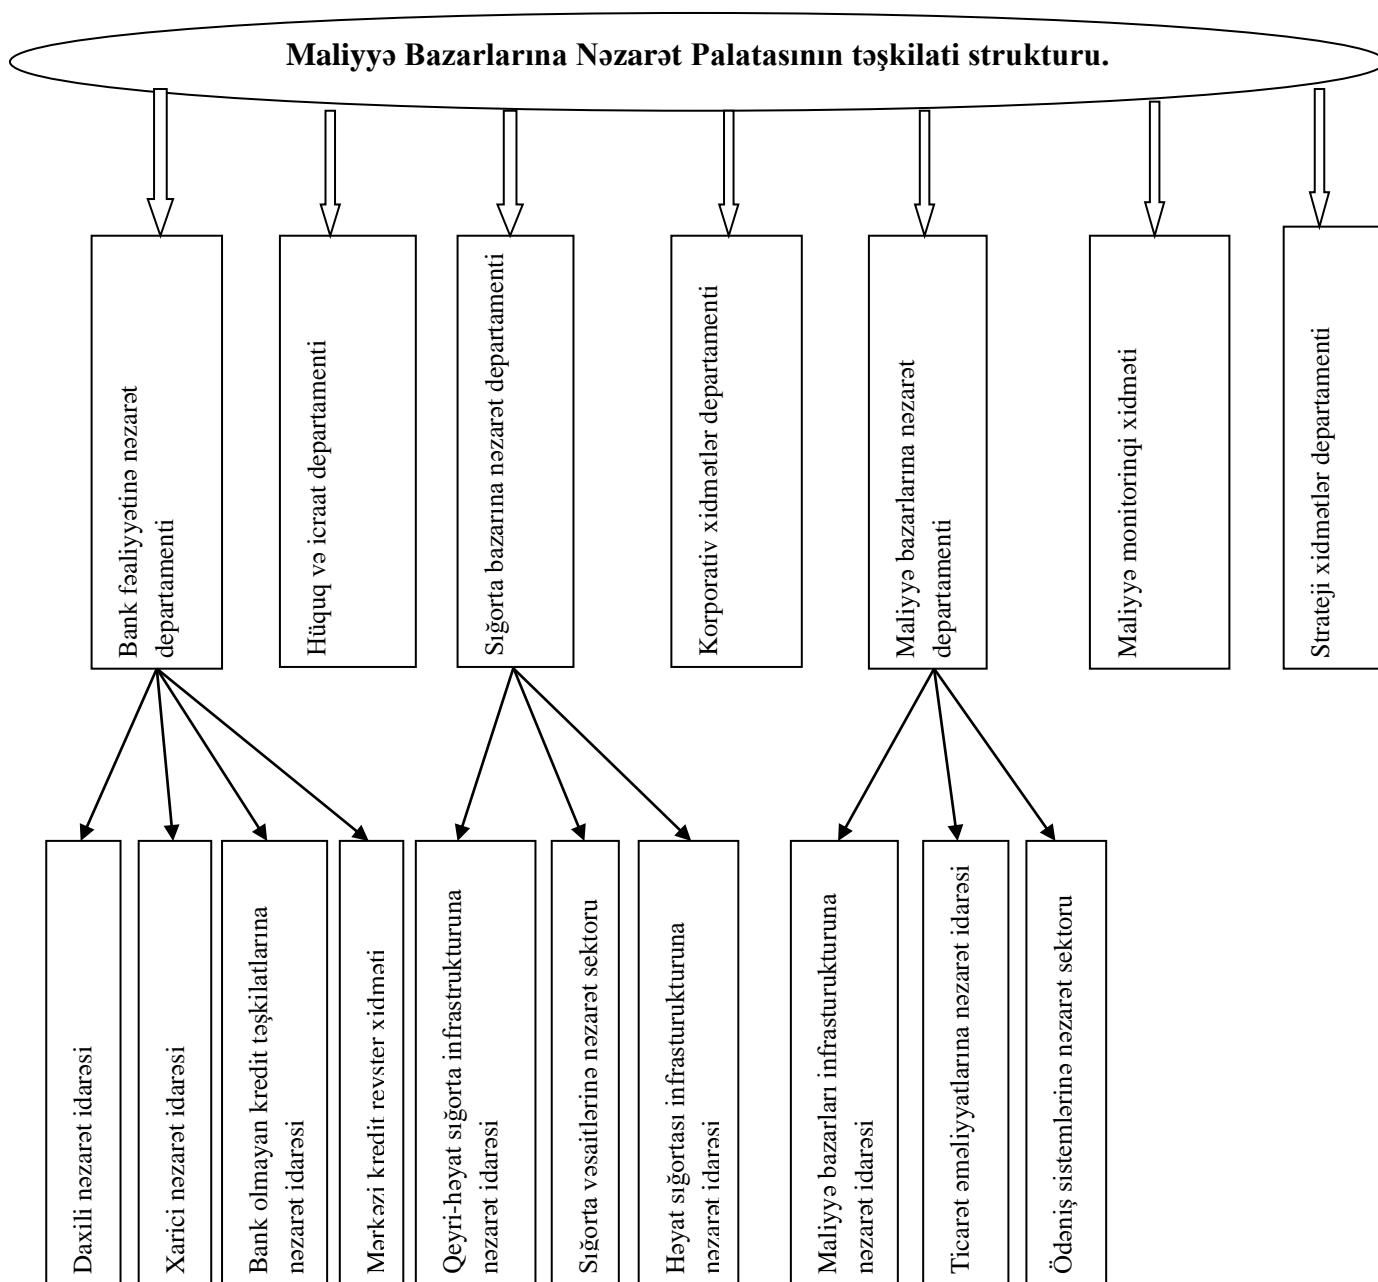 Maliyyə Bazarlarına Nəzarət Palatasının təşkilati strukturu.
Bank fəaliyyətinə nəzarət
departamenti
Hüquq və icraat departamenti
Sığorta bazarına nəzarət departamenti
Korporativ xidmətlər departamenti
Maliyyə bazarlarına nəzarət
departamenti
Maliyyə monitorinqi xidməti
Strateji xidmətlər departamenti
Daxili nəzarət idarəsi
Xarici nəzarət idarəsi
Bank olmayan kredit təşkilatlarına
nəzarət idarəsi
Mərkəzi kredit revster xidməti
Qeyri-həyat sığorta infrastrukturuna
nəzarət idarəsi
Sığorta vəsaitlərinə nəzarət sektoru
Həyat sığortası infrasturukturuna
nəzarət idarəsi
Maliyyə bazarları infrasturukturuna
nəzarət idarəsi
Ticarət əməliyyatlarına nəzarət idarəsi
Ödəniş sistemlərinə nəzarət sektoru